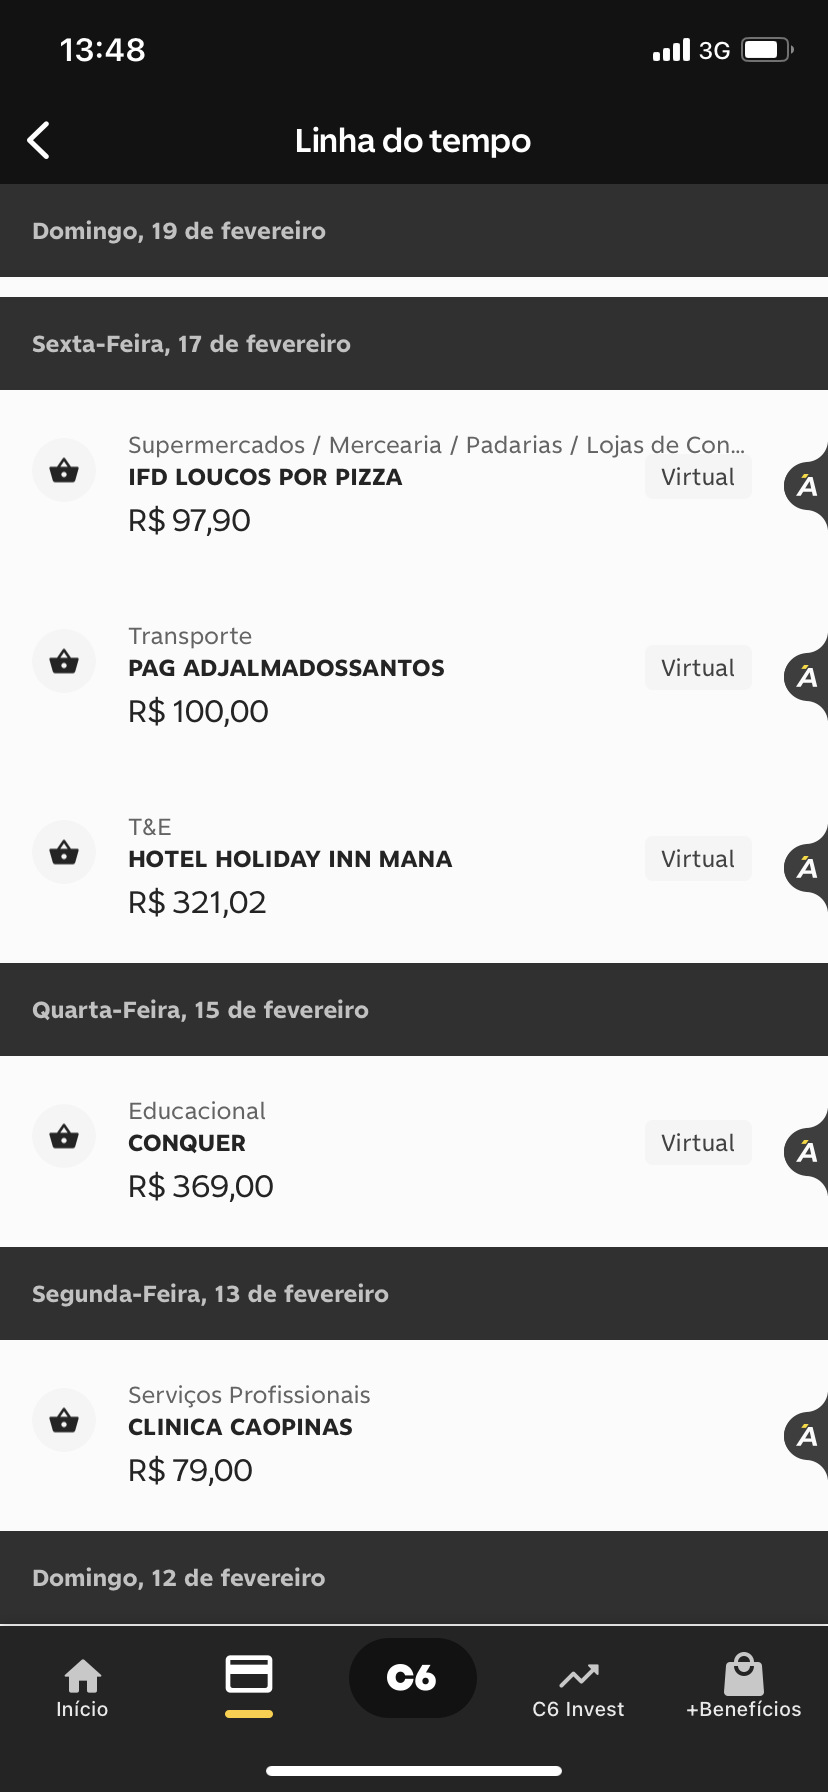 13:48
3G
Linha do tempo
Domingo, 19 de fevereiro
Sexta-Feira, 17 de fevereiro
Supermercados / Mercearia / Padarias / Lojas de Con...
IFD LOUCOS POR PIZZA
Virtual
Á
R$ 97,90
Transporte
PAG ADJALMADOSSANTOS
Virtual
Á
R$ 100,00
T&E
HOTEL HOLIDAY INN MANA
Virtual
Á
R$ 321,02
Quarta-Feira, 15 de fevereiro
Educacional
CONQUER
Virtual
Á
R$ 369,00
Segunda-Feira, 13 de fevereiro
Serviços Profissionais
CLINICA CAOPINAS
Á
R$ 79,00
Domingo, 12 de fevereiro
C6
Início
C6 Invest
+Benefícios